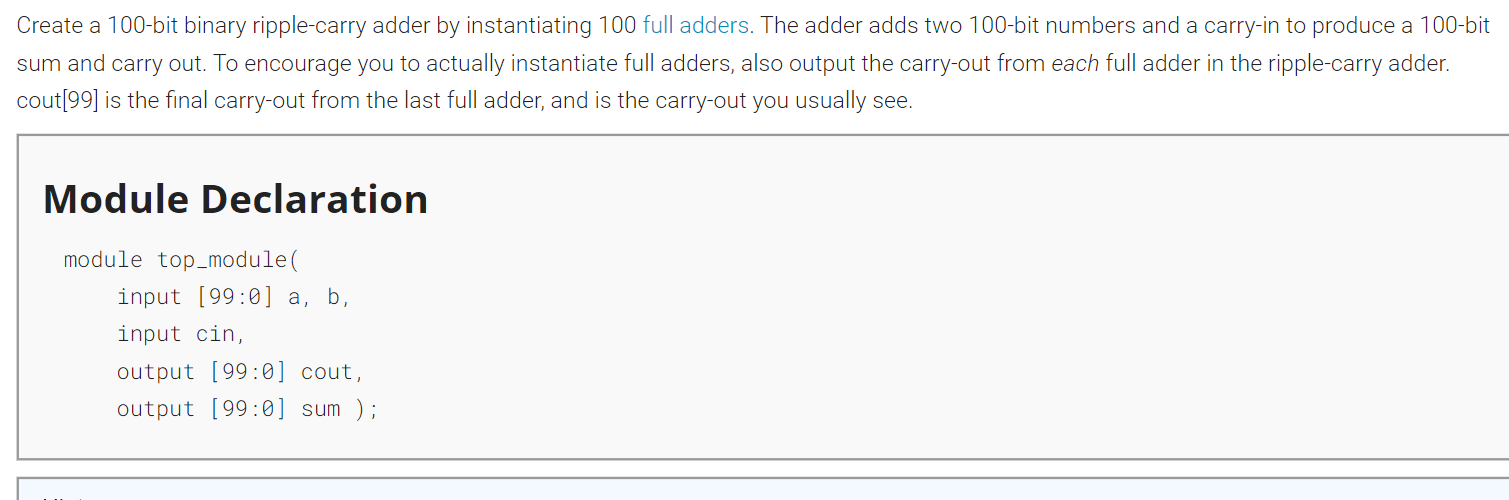 Create a 100-bit binary ripple-carry adder by instantiating 100 full adders. The adder adds two 100-bit numbers and a carry-in to produce a 100-bit
sum and carry out. To encourage you to actually instantiate full adders, also output the carry-out from each full adder in the ripple-carry adder.
cout[99] is the final carry-out from the last full adder, and is the carry-out you usually see.
Module Declaration
module top_module(
input [99:0] a, b,
input cin,
output [99:0] cout,
output [99:0] sum );